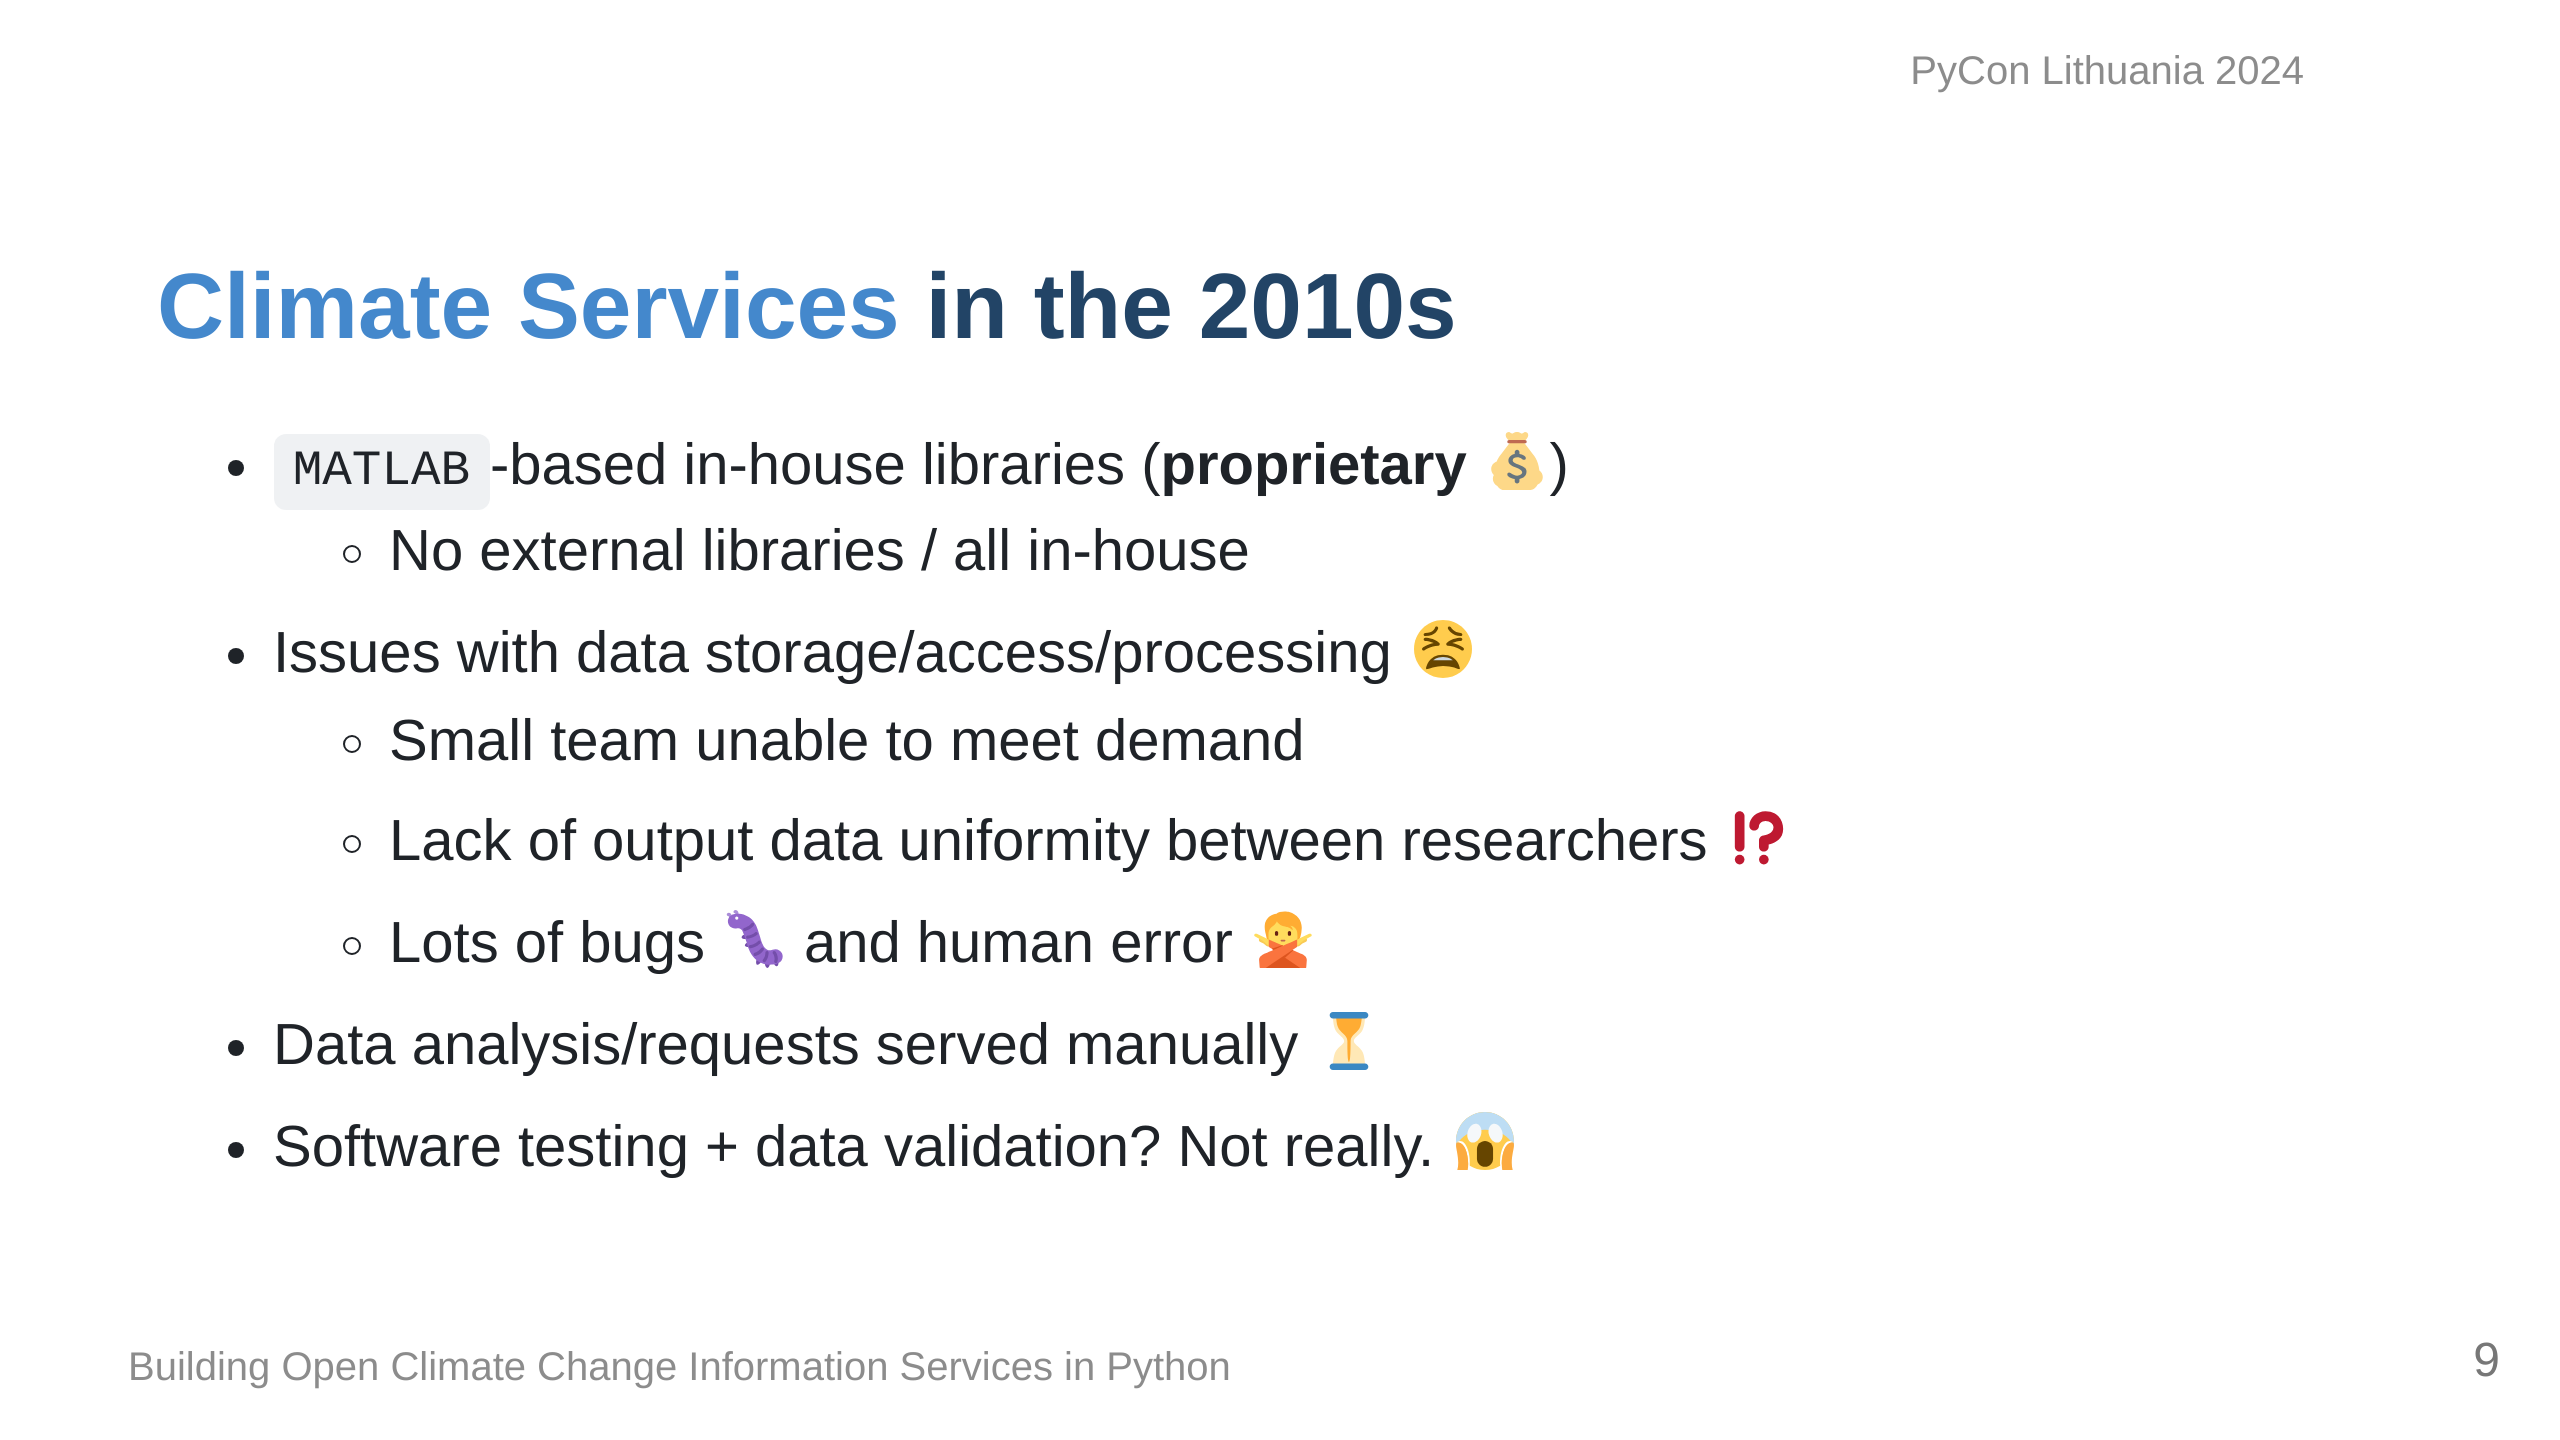 PyCon Lithuania 2024
Climate Services in the 2010s
• MATLAB-based in-house libraries (proprietary 💰)
◦ No external libraries / all in-house
• Issues with data storage/access/processing 😫
◦ Small team unable to meet demand
◦ Lack of output data uniformity between researchers ⁉️
◦ Lots of bugs 🐛 and human error 🙅
• Data analysis/requests served manually ⏳
• Software testing + data validation? Not really. 😱
Building Open Climate Change Information Services in Python
9